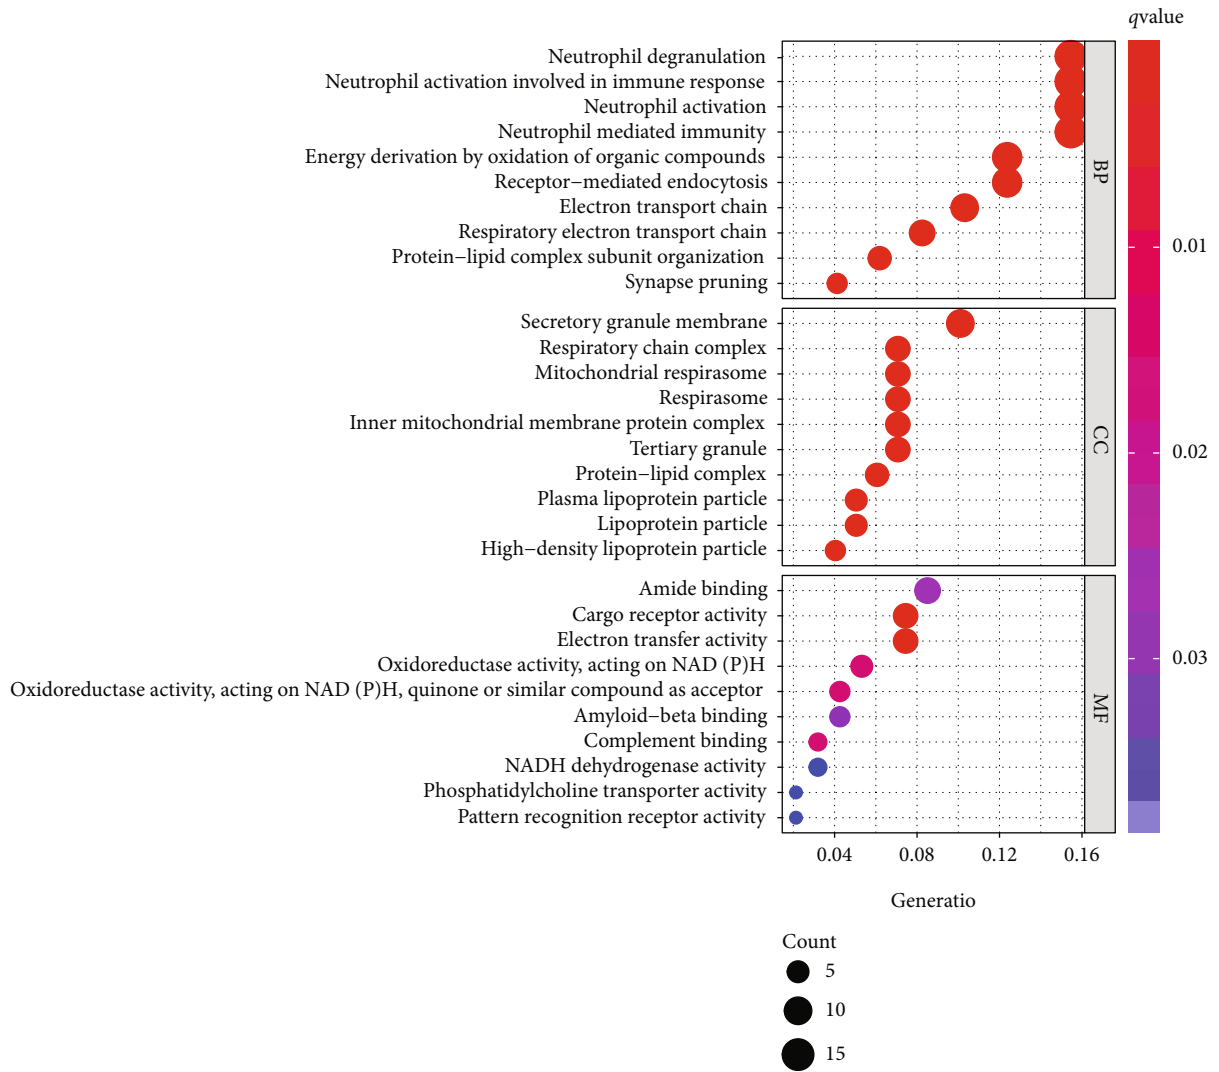 qvalue
Neutrophil degranulation
Neutrophil activation involved in immune response
Neutrophil activation
Neutrophil mediated immunity
Energy derivation by oxidation of organic compounds
Receptor−mediated endocytosis
Electron transport chain
Respiratory electron transport chain
Protein−lipid complex subunit organization
Synapse pruning
BP
Secretory granule membrane
Respiratory chain complex
Mitochondrial respirasome
Respirasome
Inner mitochondrial membrane protein complex
Tertiary granule
Protein−lipid complex
Plasma lipoprotein particle
Lipoprotein particle
High−density lipoprotein particle
CC
Amide binding
Cargo receptor activity
Electron transfer activity
Oxidoreductase activity, acting on NAD (P)H
Oxidoreductase activity, acting on NAD (P)H, quinone or similar compound as acceptor
Amyloid−beta binding
Complement binding
NADH dehydrogenase activity
Phosphatidylcholine transporter activity
Pattern recognition receptor activity
MF
0.01
0.02
0.03
0.04 0.08 0.12 0.16
Generatio
Count
5
10
15